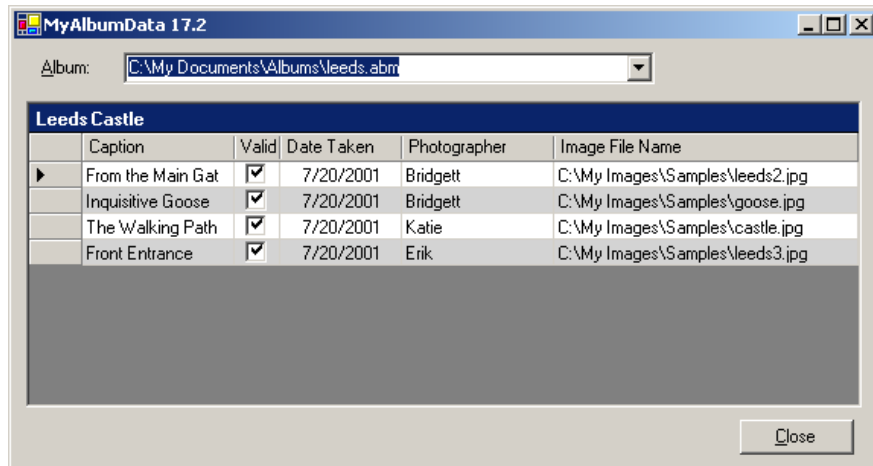 MyAlbumData 17.2
Album: C:\My Documents\Albums\leeds.abm
Leeds Castle
Caption Valid Date Taken Photographer Image File Name
From the Main Gat 7/20/2001 Bridgett C:\My Images\Samples\leeds2.jpg
Inquisitive Goose 7/20/2001 Bridgett C:\My Images\Samples\goose.jpg
The Walking Path 7/20/2001 Katie C:\My Images\Samples\castle.jpg
Front Entrance 7/20/2001 Erik C:\My Images\Samples\leeds3.jpg
Close